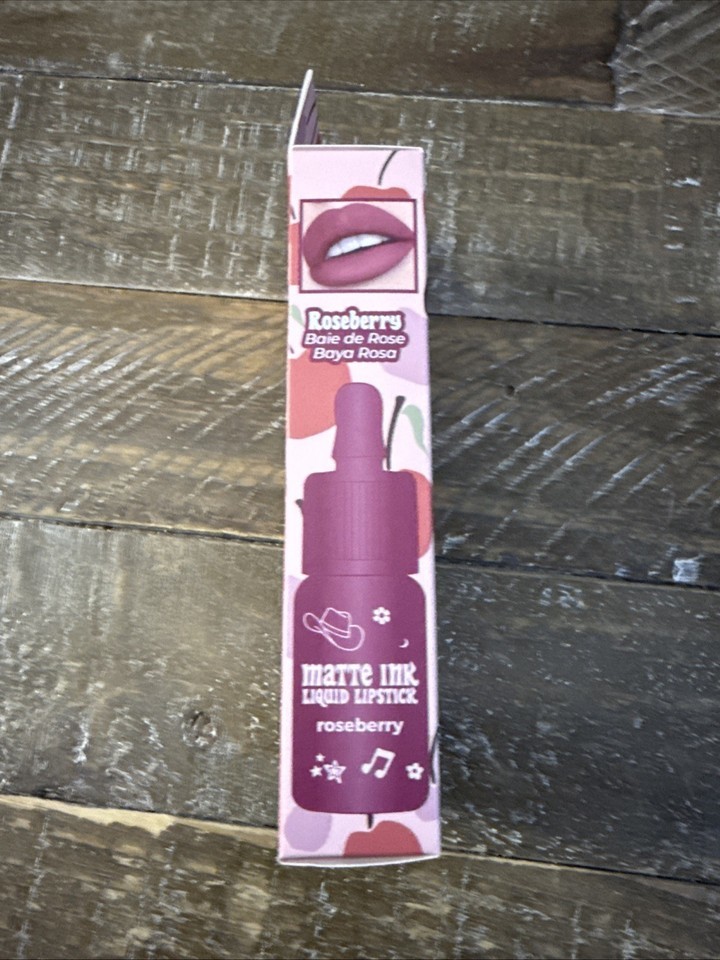 Roseberry
Baie de Rose
Baya Rosa
MATTE INK
LIQUID LIPSTICK
roseberry